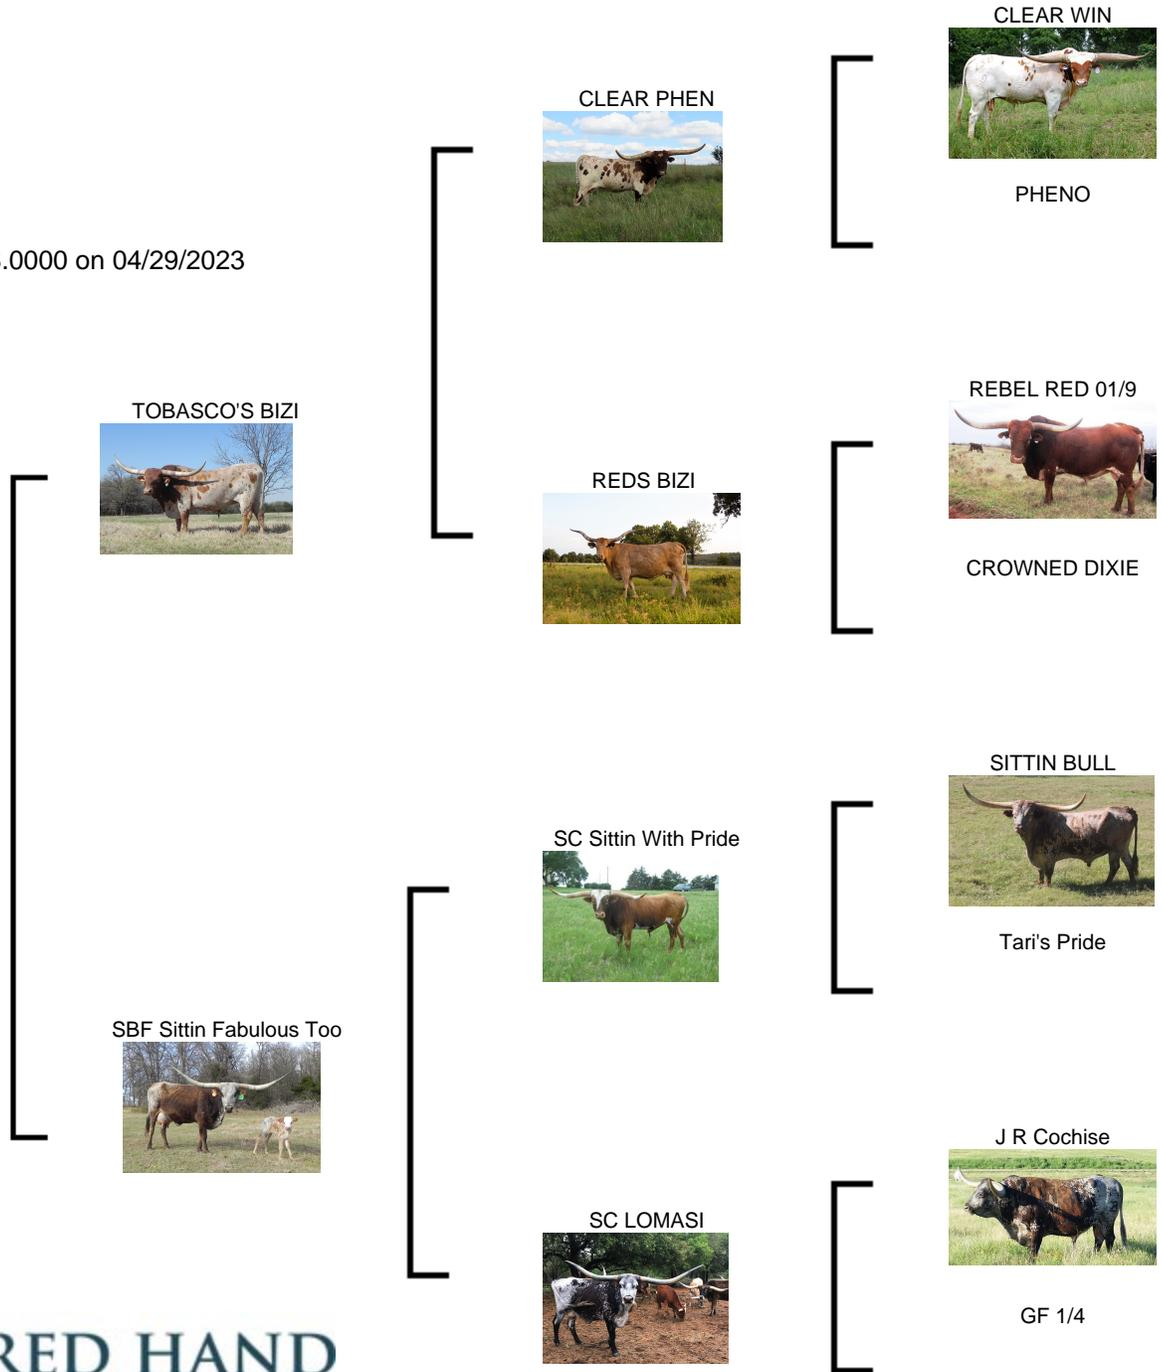 CLEAR WIN
CLEAR PHEN
PHENO
.0000 on 04/29/2023
REBEL RED 01/9
TOBASCO'S BIZI
REDS BIZI
CROWNED DIXIE
SITTIN BULL
SC Sittin With Pride
Tari's Pride
SBF Sittin Fabulous Too
J R Cochise
SC LOMASI
GF 1/4
RED HAND